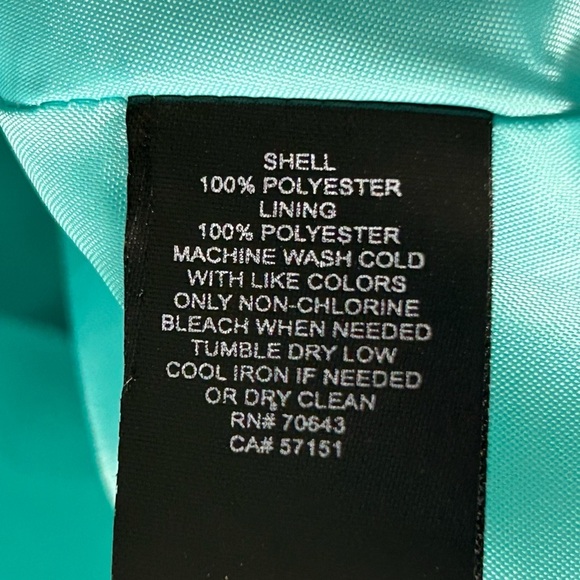 SHELL
100% POLYESTER
LINING
100% POLYESTER
MACHINE WASH COLD
WITH LIKE COLORS
ONLY NON-CHLORINE
BLEACH WHEN NEEDED
TUMBLE DRY LOW
COOL IRON IF NEEDED
OR DRY CLEAN
RN# 70643
CA# 57151